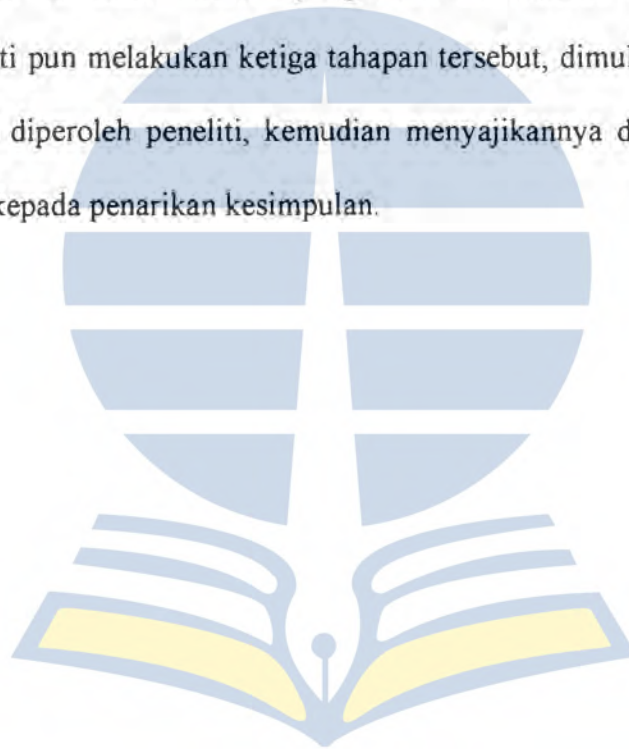 ti pun melakukan ketiga tahapan tersebut, dimul
diperoleh peneliti, kemudian menyajikannya d
kepada penarikan kesimpulan.